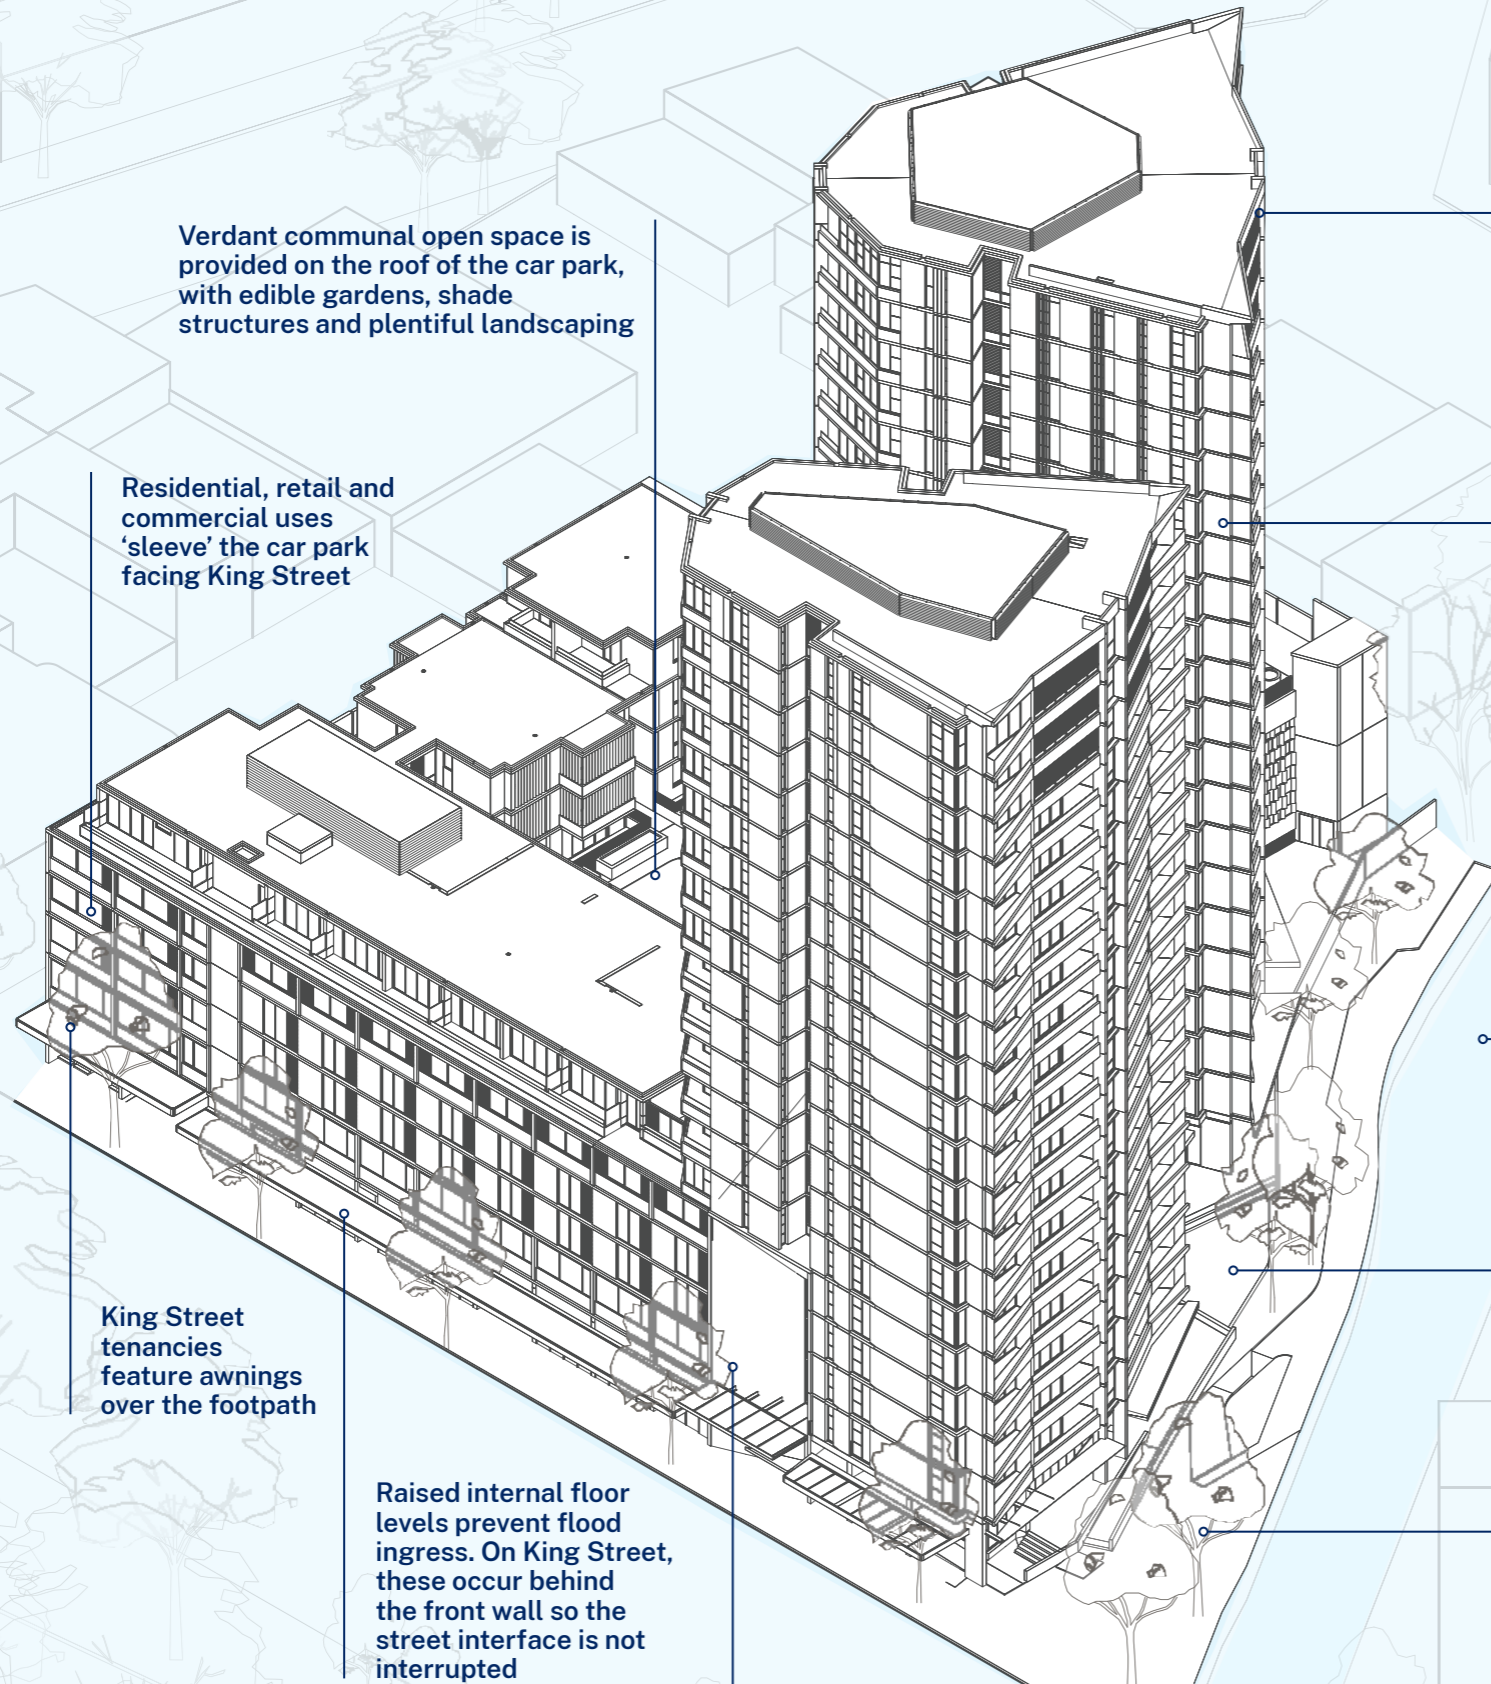 Verdant communal open space is
provided on the roof of the car park,
with edible gardens, shade
structures and plentiful landscaping
Residential, retail and
commercial uses
‘sleeve’ the car park
facing King Street
King Street
tenancies
feature awnings
over the footpath
Raised internal floor
levels prevent flood
ingress. On King Street,
these occur behind
the front wall so the
street interface is not
interrupted